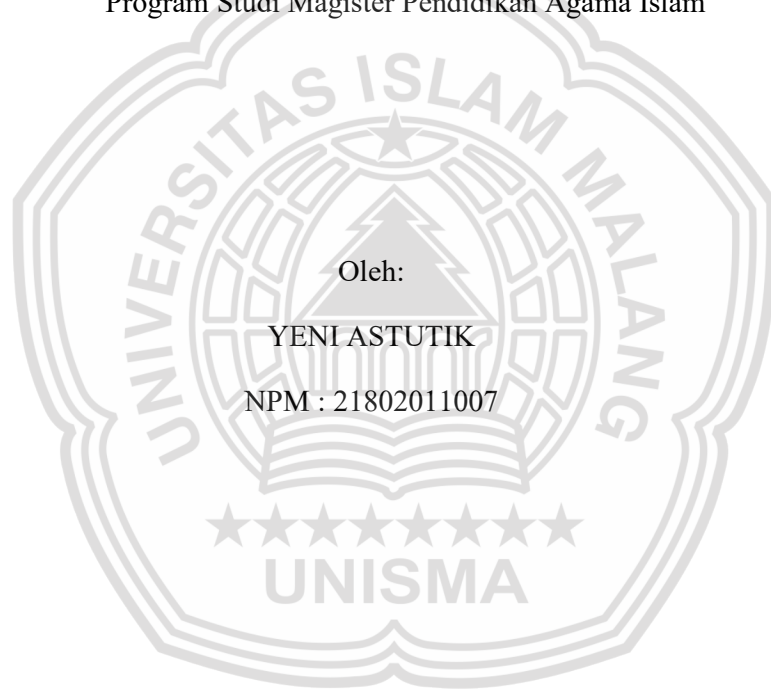 Program Studi Magister Pendidikan Agama Islam
UNIVERSITAS ISLAM MALANG
Oleh:
YENI ASTUTIK
NPM : 21802011007
UNISMA